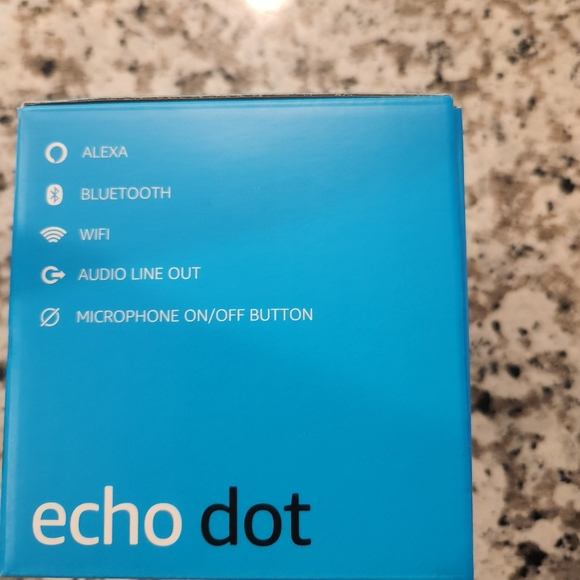 ALEXA
BLUETOOTH
WIFI
AUDIO LINE OUT
MICROPHONE ON/OFF BUTTON
echo dot